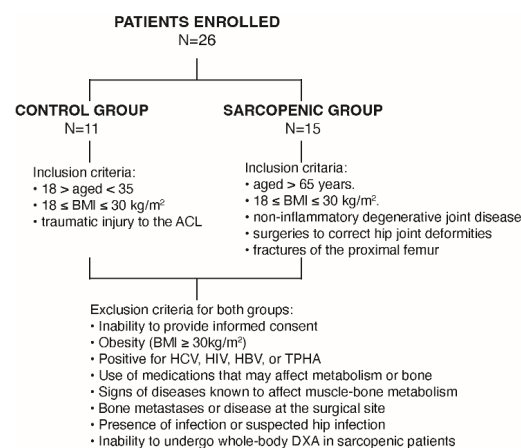 PATIENTS ENROLLED
N=26
CONTROL GROUP
N=11
Inclusion criteria:
• 18 > aged < 35
• 18 ≤ BMI ≤ 30 kg/m²
• traumatic injury to the ACL
SARCOPENIC GROUP
N=15
Inclusion critaria:
• aged > 65 years.
• 18 ≤ BMI ≤ 30 kg/m².
• non-inflammatory degenerative joint disease
• surgeries to correct hip joint deformities
• fractures of the proximal femur
Exclusion criteria for both groups:
• Inability to provide informed consent
• Obesity (BMI ≥ 30kg/m²)
• Positive for HCV, HIV, HBV, or TPHA
• Use of medications that may affect metabolism or bone
• Signs of diseases known to affect muscle-bone metabolism
• Bone metastases or disease at the surgical site
• Presence of infection or suspected hip infection
• Inability to undergo whole-body DXA in sarcopenic patients